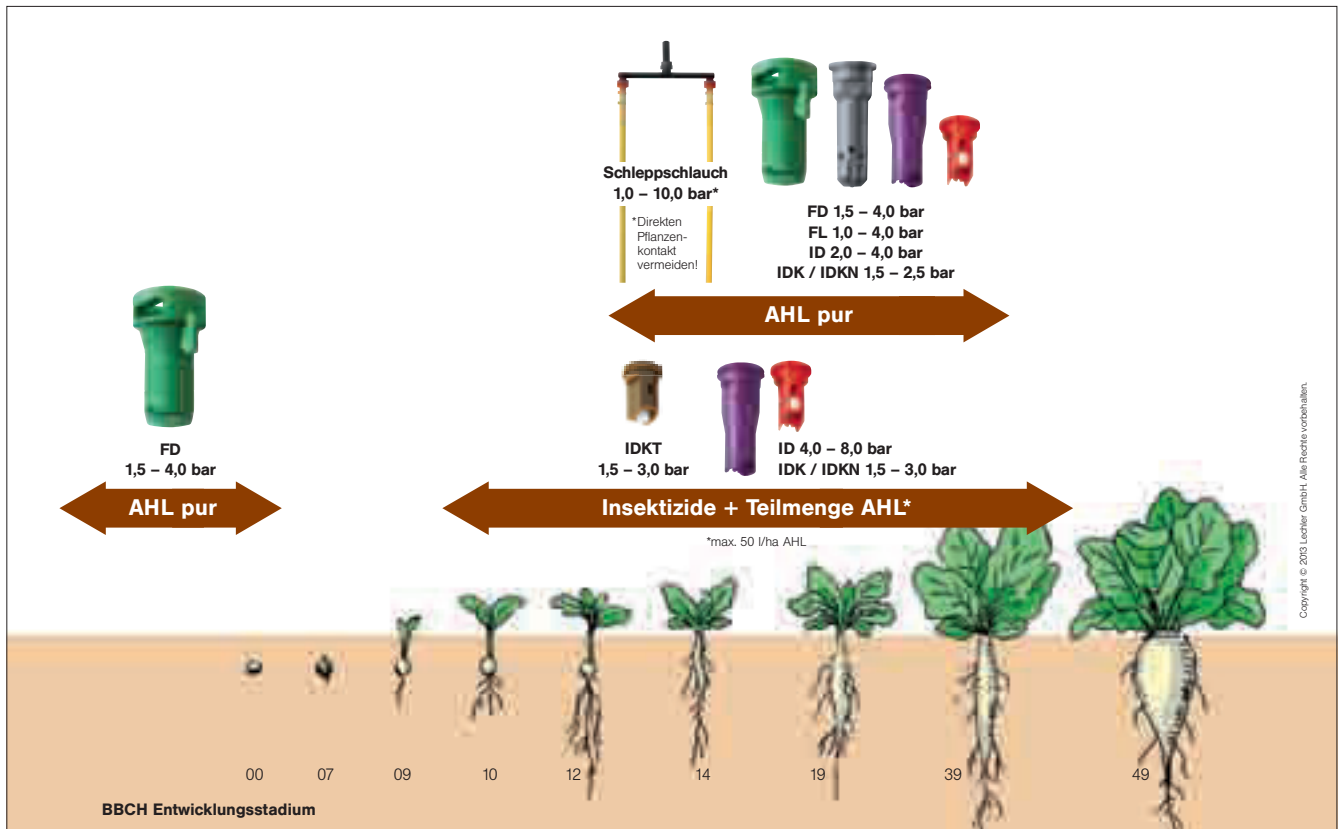 Schleppschlauch
1,0 – 10,0 bar*
*Direkten
Pflanzen-
kontakt
vermeiden!
FD 1,5 – 4,0 bar
FL 1,0 – 4,0 bar
ID 2,0 – 4,0 bar
IDK / IDKN 1,5 – 2,5 bar
AHL pur
FD
1,5 – 4,0 bar
AHL pur
IDKT
1,5 – 3,0 bar
ID 4,0 – 8,0 bar
IDK / IDKN 1,5 – 3,0 bar
Insektizide + Teilmenge AHL*
*max. 50 l/ha AHL
Copyright © 2013 Lechler GmbH. Alle Rechte vorbehalten.
00 07 09 10 12 14 19 39 49
BBCH Entwicklungsstadium